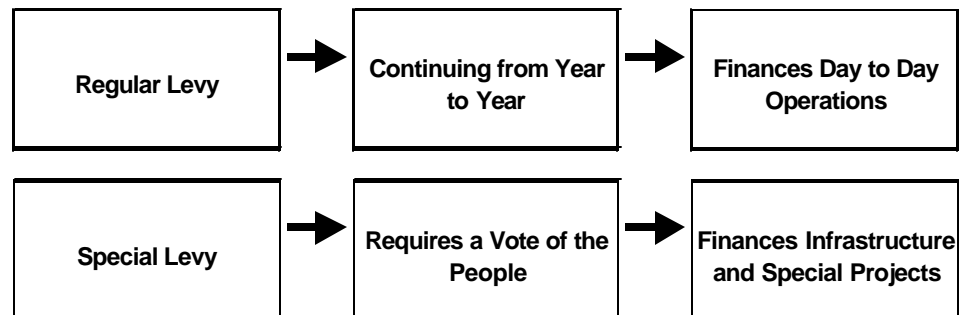 Regular Levy
Continuing from Year
to Year
Finances Day to Day
Operations
Special Levy
Requires a Vote of the
People
Finances Infrastructure
and Special Projects